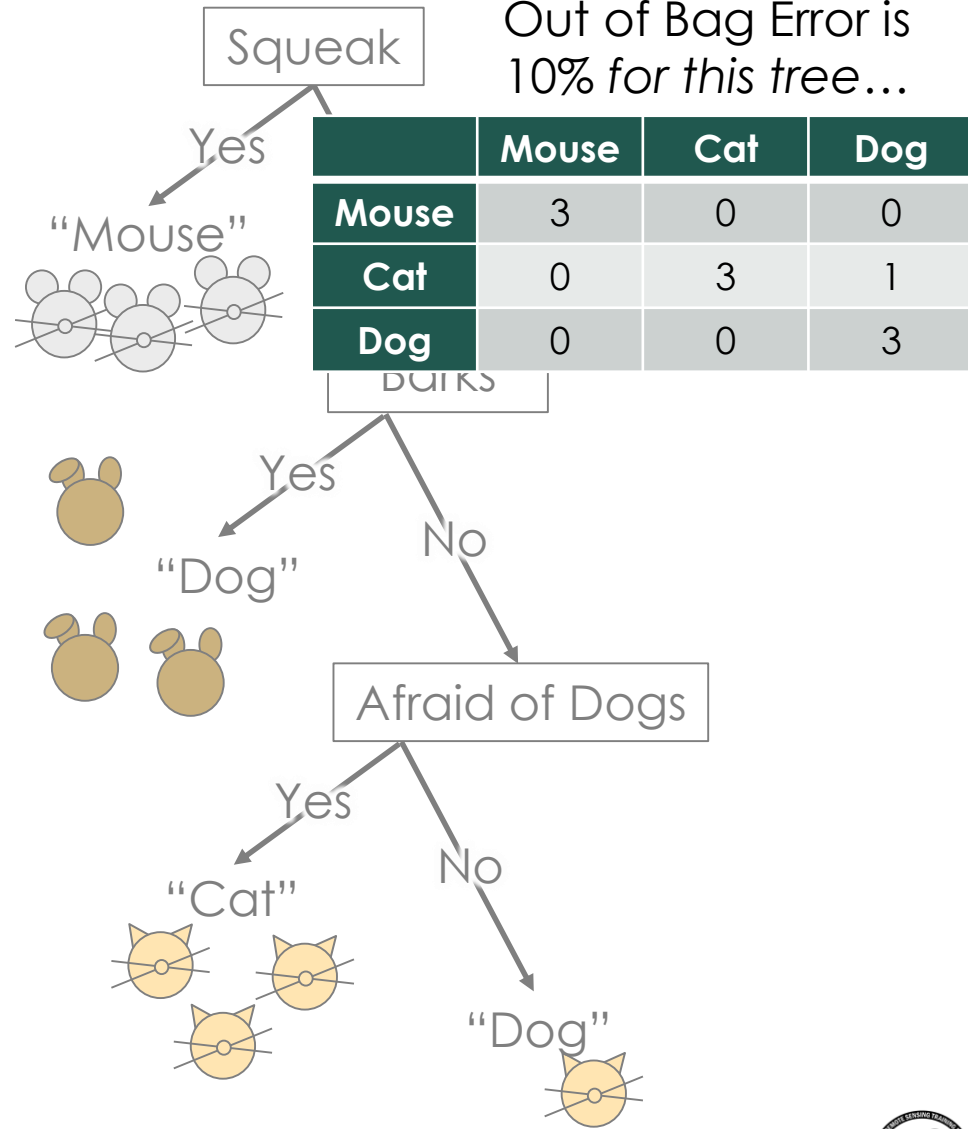 Squeak
Out of Bag Error is
10% for this tree…
Yes
“Mouse”
Mouse Cat Dog
Mouse 3 0 0
Cat 0 3 1
Dog 0 0 3
Barks
Yes
No
“Dog”
Afraid of Dogs
Yes
No
“Cat”
“Dog”